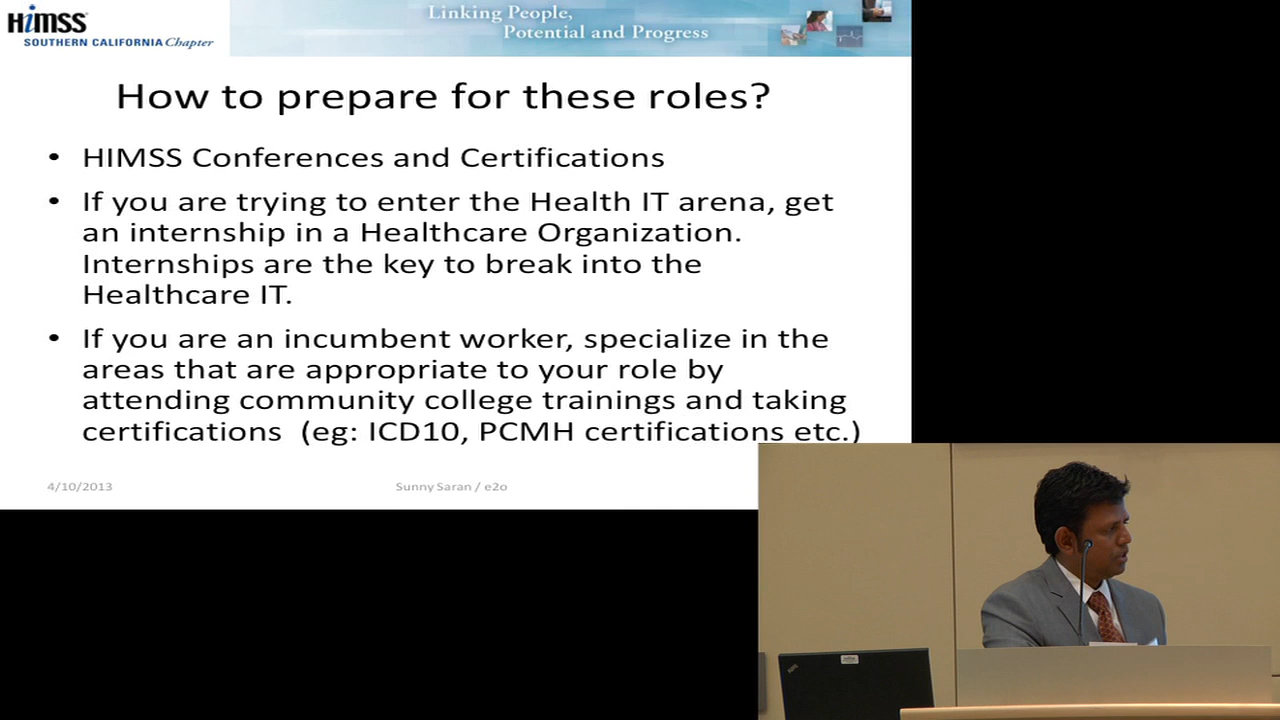 HiMSS
SOUTHERN CALIFORNIA Chapter
Linking People,
Potential and Progress
How to prepare for these roles?
• HIMSS Conferences and Certifications
• If you are trying to enter the Health IT arena, get
an internship in a Healthcare Organization.
Internships are the key to break into the
Healthcare IT.
• If you are an incumbent worker, specialize in the
areas that are appropriate to your role by
attending community college trainings and taking
certifications  (eg: ICD10, PCMH certifications etc.)
4/10/2013
Sunny Saran / e2o